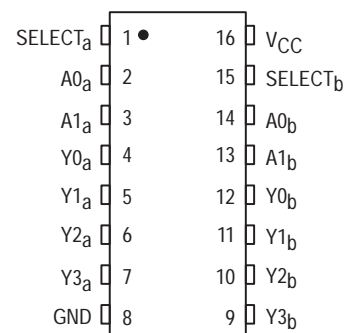 SELECTa 1 16 VCC
A0a 2 15 SELECTb
A1a 3 14 A0b
Y0a 4 13 A1b
Y1a 5 12 Y0b
Y2a 6 11 Y1b
Y3a 7 10 Y2b
GND 8 9 Y3b